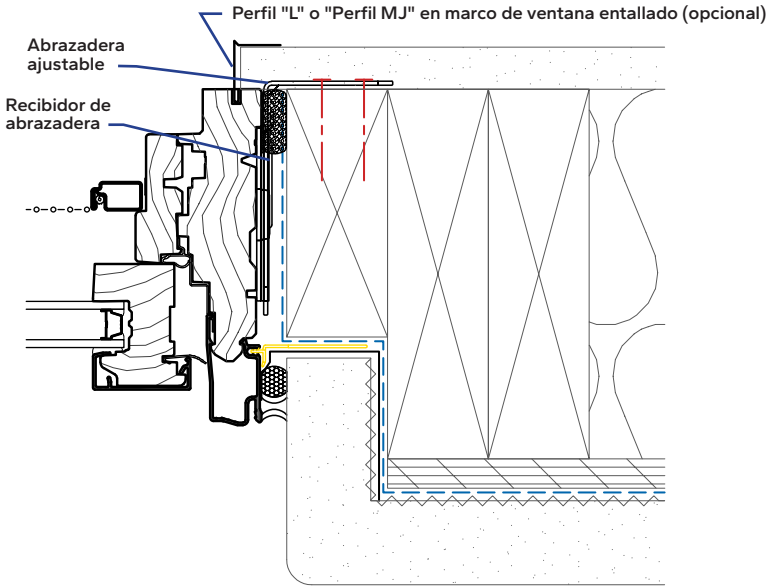 Perfil "L" o "Perfil MJ" en marco de ventana entallado (opcional)
Abrazadera
ajustable
Recibidor de
abrazadera